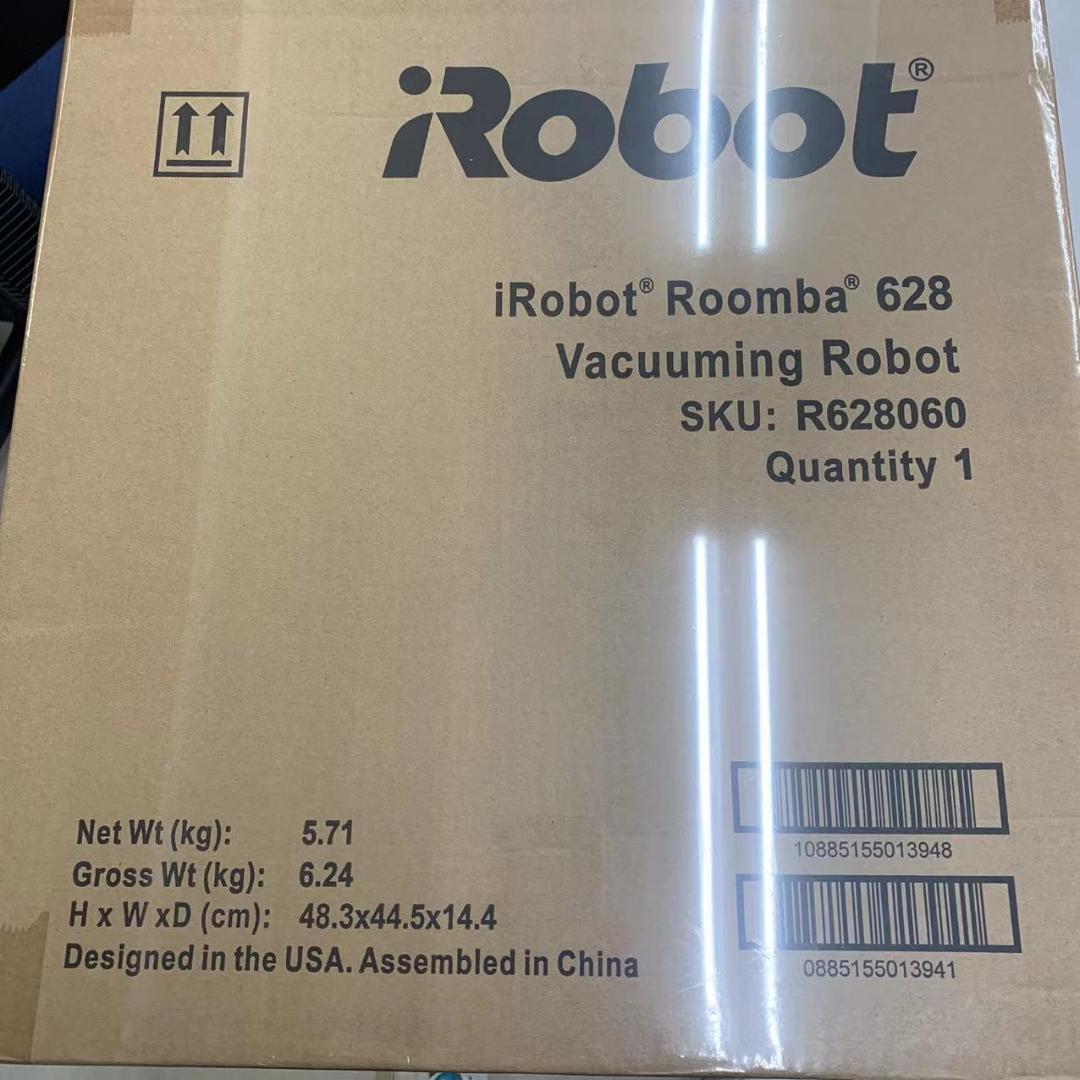 iRobot®
iRobot® Roomba® 628
Vacuuming Robot
SKU: R628060
Quantity 1
10885155013948
0885155013941
Net Wt (kg): 5.71
Gross Wt (kg): 6.24
H x W xD (cm): 48.3x44.5x14.4
Designed in the USA. Assembled in China